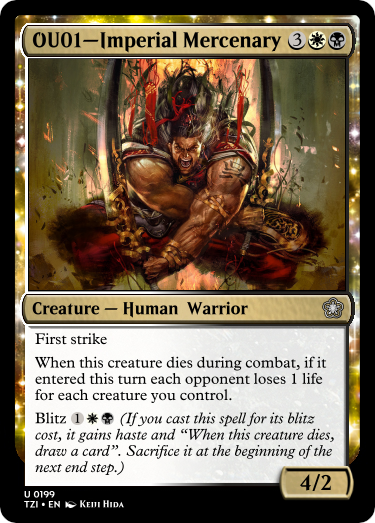 OU01—Imperial Mercenary 3
Creature — Human Warrior
First strike
When this creature dies during combat, if it
entered this turn each opponent loses 1 life
for each creature you control.
Blitz 1 (If you cast this spell for its blitz
cost, it gains haste and “When this creature dies,
draw a card”. Sacrifice it at the beginning of the
next end step.)
4/2
U 0199
TZI • EN Keiji Hida